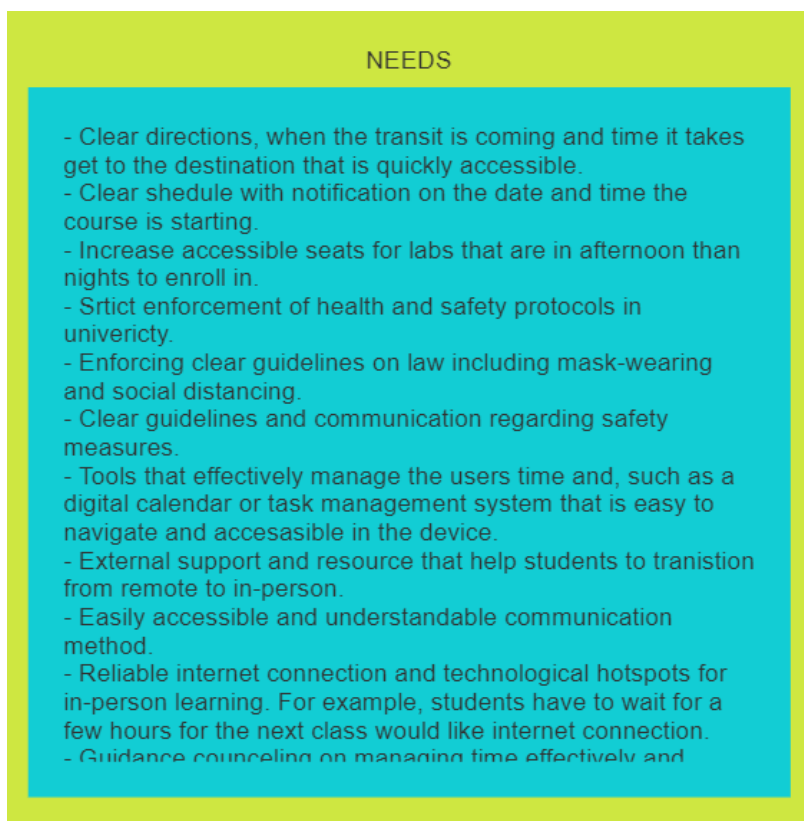 NEEDS
- Clear directions, when the transit is coming and time it takes
get to the destination that is quickly accessible.
- Clear shedule with notification on the date and time the
course is starting.
- Increase accessible seats for labs that are in afternoon than
nights to enroll in.
- Srtict enforcement of health and safety protocols in
univericty.
- Enforcing clear guidelines on law including mask-wearing
and social distancing.
- Clear guidelines and communication regarding safety
measures.
- Tools that effectively manage the users time and, such as a
digital calendar or task management system that is easy to
navigate and accesasible in the device.
- External support and resource that help students to tranistion
from remote to in-person.
- Easily accessible and understandable communication
method.
- Reliable internet connection and technological hotspots for
in-person learning. For example, students have to wait for a
few hours for the next class would like internet connection.
- Guidance counceling on managing time effectively and